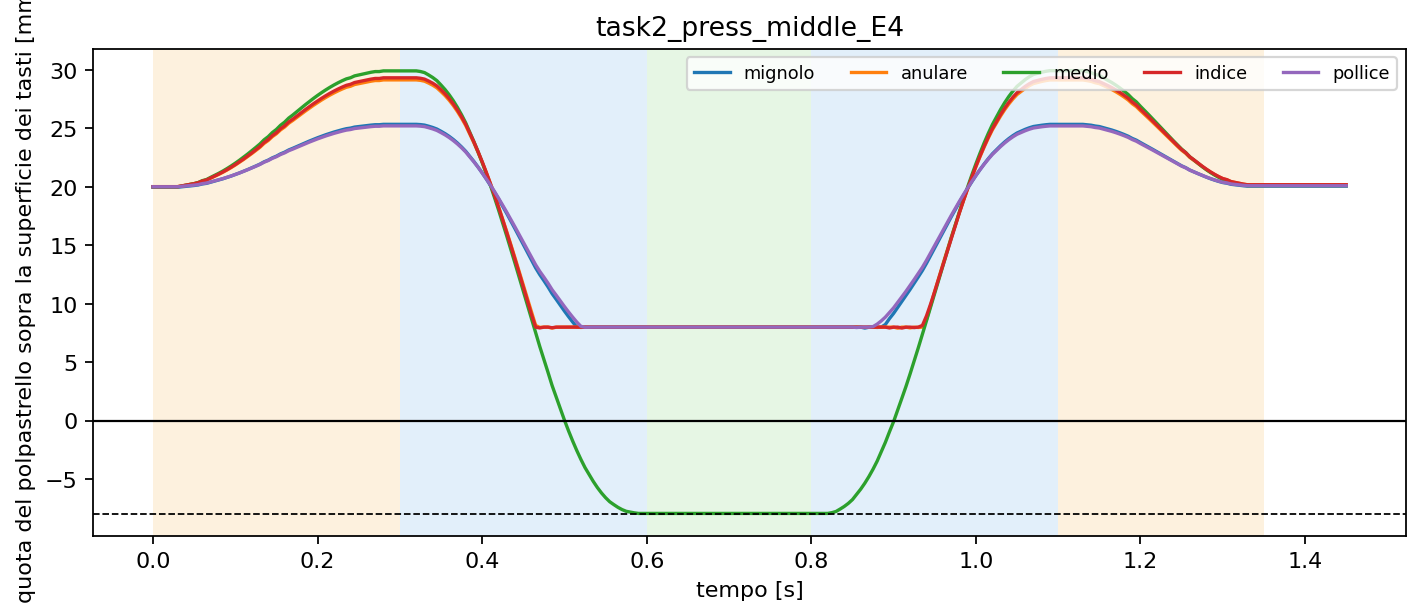 task2_press_middle_E4
quota del polpastrello sopra la superficie dei tasti [mm
mignolo anulare medio indice pollice
30
25
20
15
10
5
0
−5
0.0 0.2 0.4 0.6 0.8 1.0 1.2 1.4
tempo [s]